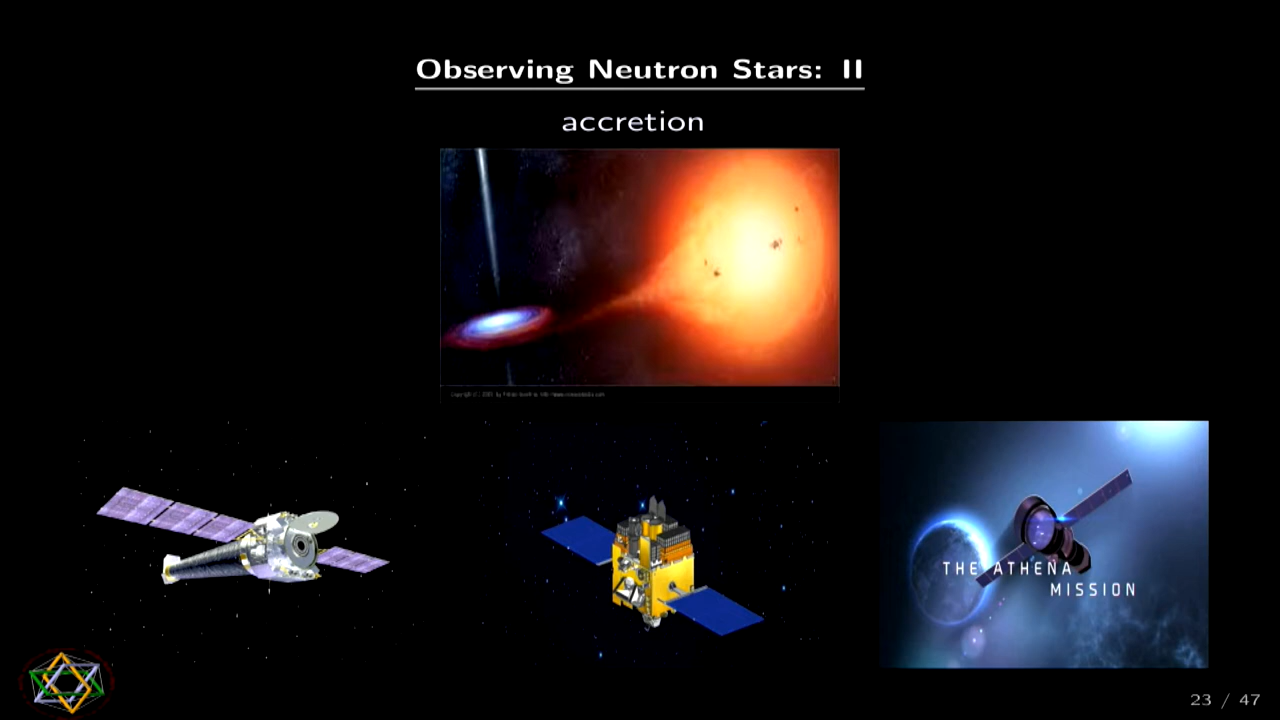 Observing Neutron Stars: II
accretion
THE ATHENA
MISSION
23 / 47